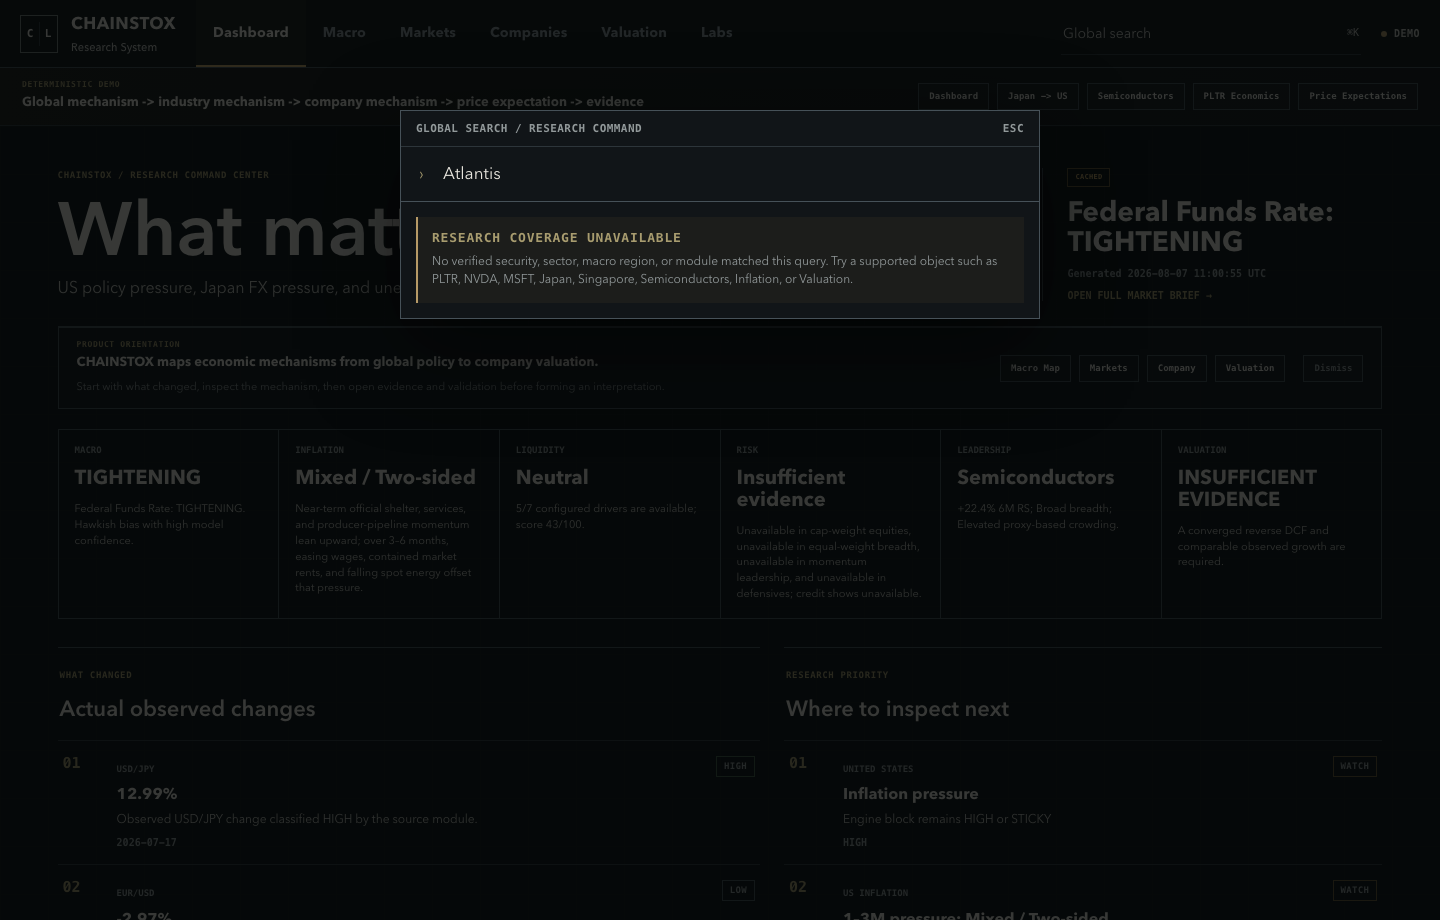 C L
CHAINSTOX
Research System
Dashboard
Macro
Markets
Companies
Valuation
Labs
Global search
⌘K
DEMO
DETERMINISTIC DEMO
Global mechanism -> industry mechanism -> company mechanism -> price expectation -> evidence
Dashboard
Japan -> US
Semiconductors
PLTR Economics
Price Expectations
GLOBAL SEARCH / RESEARCH COMMAND
ESC
› Atlantis
RESEARCH COVERAGE UNAVAILABLE
No verified security, sector, macro region, or module matched this query. Try a supported object such as
PLTR, NVDA, MSFT, Japan, Singapore, Semiconductors, Inflation, or Valuation.
CHAINSTOX / RESEARCH COMMAND CENTER
What matt
US policy pressure, Japan FX pressure, and une
CACHED
Federal Funds Rate:
TIGHTENING
Generated 2026-08-07 11:00:55 UTC
OPEN FULL MARKET BRIEF →
PRODUCT ORIENTATION
CHAINSTOX maps economic mechanisms from global policy to company valuation.
Start with what changed, inspect the mechanism, then open evidence and validation before forming an interpretation.
Macro Map
Markets
Company
Valuation
Dismiss
MACRO
TIGHTENING
Federal Funds Rate: TIGHTENING.
Hawkish bias with high model
confidence.
INFLATION
Mixed / Two-sided
Near-term official shelter, services,
and producer-pipeline momentum
lean upward; over 3–6 months,
easing wages, contained market
rents, and falling spot energy offset
that pressure.
LIQUIDITY
Neutral
5/7 configured drivers are available;
score 43/100.
RISK
Insufficient
evidence
Unavailable in cap-weight equities,
unavailable in equal-weight breadth,
unavailable in momentum
leadership, and unavailable in
defensives; credit shows unavailable.
LEADERSHIP
Semiconductors
+22.4% 6M RS; Broad breadth;
Elevated proxy-based crowding.
VALUATION
INSUFFICIENT
EVIDENCE
A converged reverse DCF and
comparable observed growth are
required.
WHAT CHANGED
Actual observed changes
01
USD/JPY
HIGH
12.99%
Observed USD/JPY change classified HIGH by the source module.
2026-07-17
02
EUR/USD
LOW
-2.97%
RESEARCH PRIORITY
Where to inspect next
01
UNITED STATES
WATCH
Inflation pressure
Engine block remains HIGH or STICKY
HIGH
02
US INFLATION
WATCH
1–3M pressure: Mixed / Two-sided